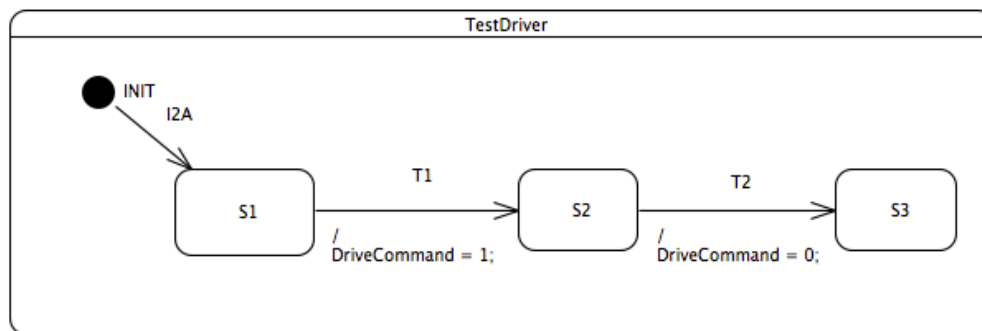 TestDriver
INIT
I2A
S1
T1
/
DriveCommand = 1;
S2
T2
/
DriveCommand = 0;
S3